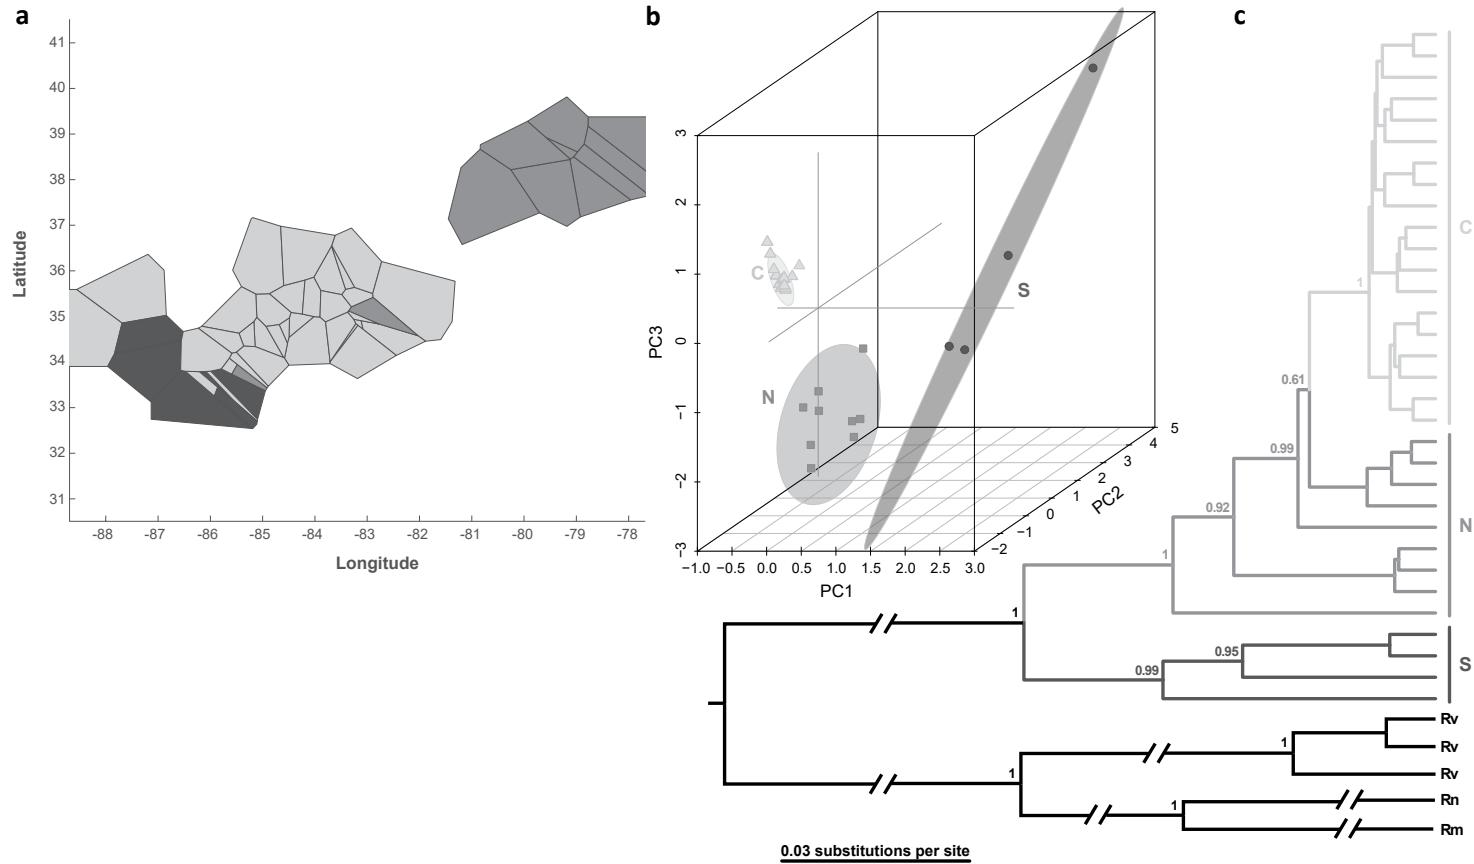 a
b
c
41
40
39
38
37
36
35
34
33
32
31
Latitude
-88
-87
-86
-85
-84
-83
-82
-81
-80
-79
-78
Longitude
3
2
1
0
−1
−2
−3
PC3
−1.0
−0.5
0.0
0.5
1.0
1.5
2.0
2.5
3.0
PC1
−2
−1
0
1
2
3
4
5
PC2
C
N
S
1
0.61
0.99
0.92
1
1
0.95
0.99
1
1
1
C
N
S
Rv
Rv
Rv
Rn
Rm
0.03 substitutions per site